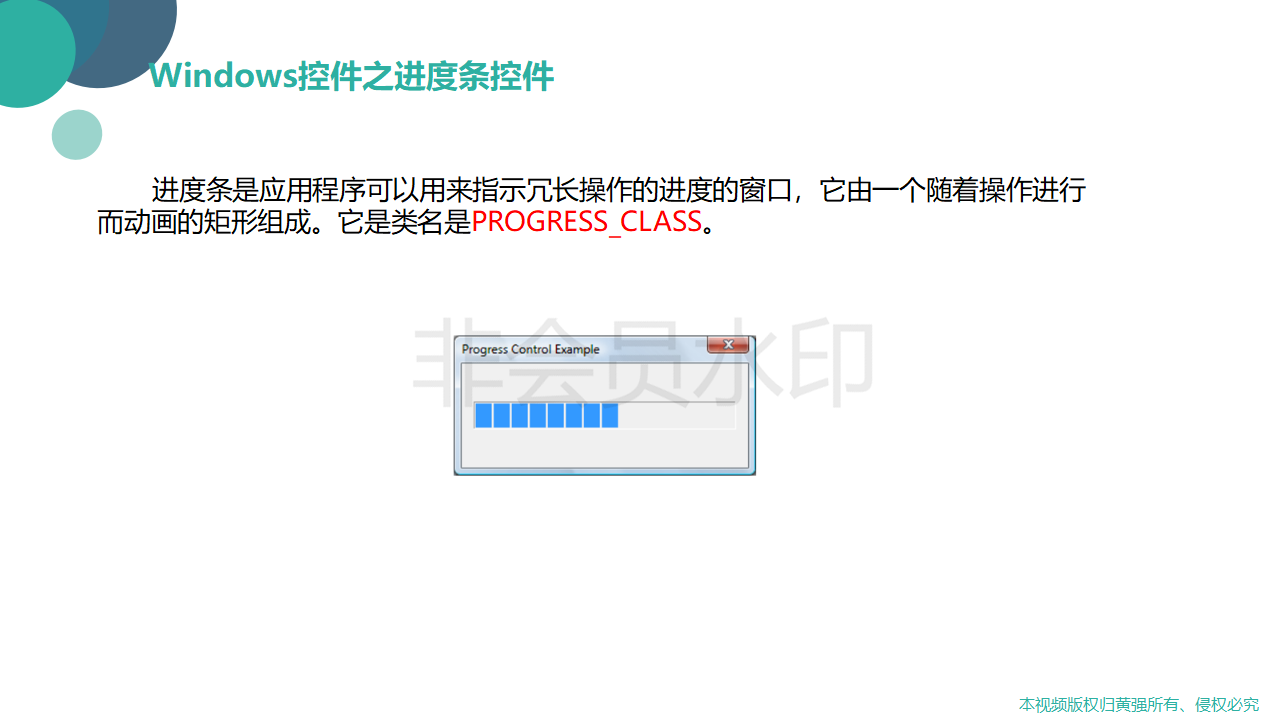 Windows控件之进度条控件
进度条是应用程序可以用来指示冗长操作的进度的窗口，它由一个随着操作进行
而动画的矩形组成。它是类名是PROGRESS_CLASS。
非会员水印
Progress Control Example
本视频版权归黄强所有、侵权必究